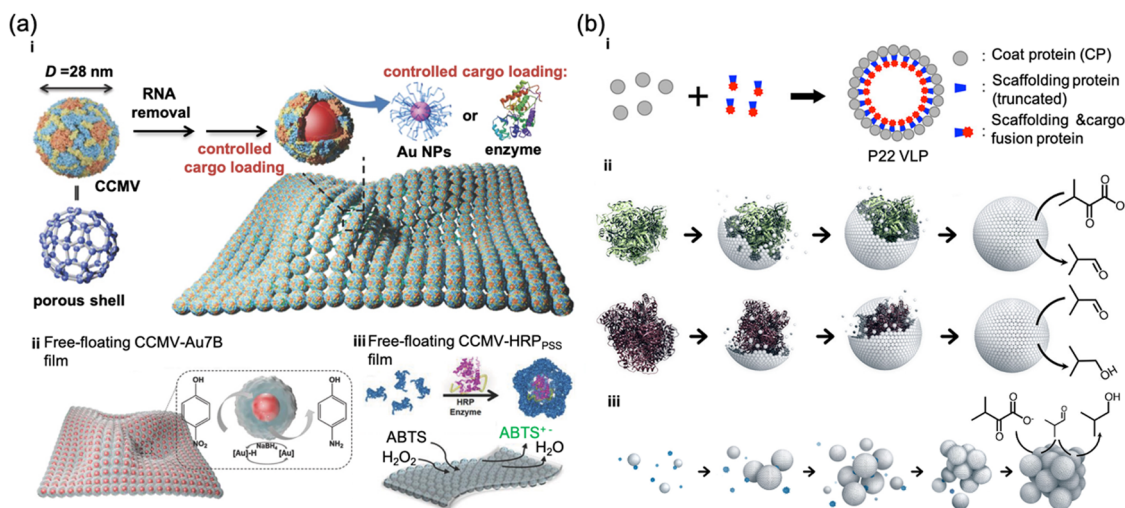 (a)
i
D =28 nm
RNA
removal
controlled
cargo loading
CCMV
=
porous shell
controlled cargo loading:
or
Au NPs
enzyme
ii Free-floating CCMV-Au7B
film
OH
NO2
NaBH4
[Au]-H
[Au]
OH
NH2
iii Free-floating CCMV-HRPPSS
film
HRP
Enzyme
ABTS
H2O2
ABTS+-
H2O
(b)
i
+
P22 VLP
: Coat protein (CP)
: Scaffolding protein
(truncated)
: Scaffolding &cargo
fusion protein
ii
O
O
O
O
O
OH
iii
O
O
O-
O
OH